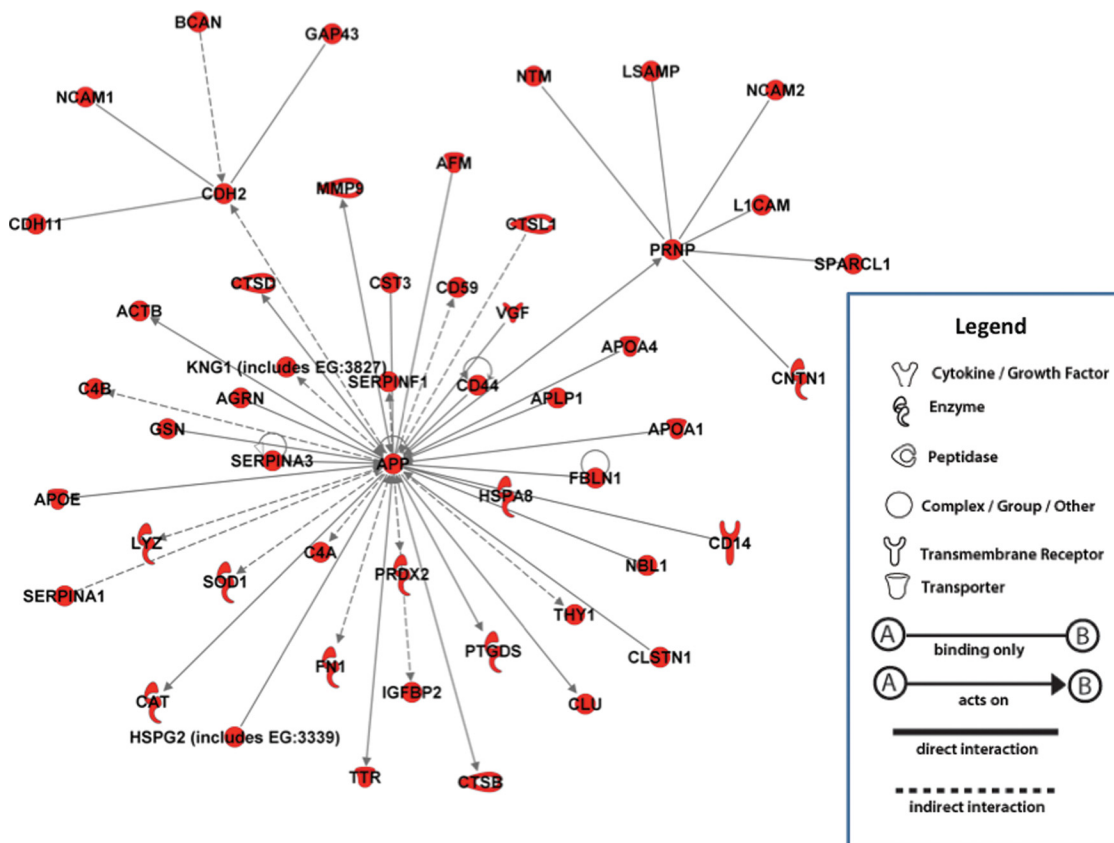 BCAN
GAP43
NTM
LSAMP
NCAM2
NCAM1
AFM
MMP9
CDH2
CTSL1
L1CAM
CDH11
PRNP
SPARCL1
CTSD
CST3
CD59
ACTB
VGF
APOA4
KNG1 (includes EG:3827)
SERPINF1
CD44
CNTN1
C4B
AGRN
APLP1
GSN
APOA1
SERPINA3
APP
FBLN1
APOE
HSPA8
LYZ
C4A
CD14
SOD1
PRDX2
NBL1
SERPINA1
THY1
FN1
PTGDS
CLSTN1
CAT
IGFBP2
CLU
HSPG2 (includes EG:3339)
TTR
CTSB
Legend
Cytokine / Growth Factor
Enzyme
Peptidase
Complex / Group / Other
Transmembrane Receptor
Transporter
A B
binding only
A B
acts on
direct interaction
indirect interaction